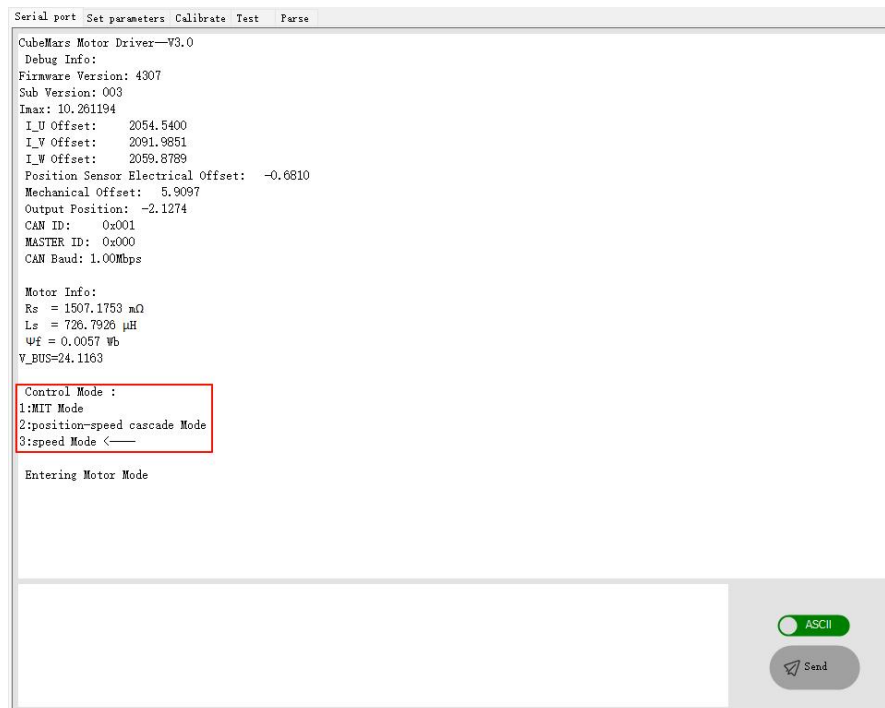 Serial port Set parameters Calibrate Test Parse
CubeMars Motor Driver——V3.0
Debug Info:
Firmware Version: 4307
Sub Version: 003
Imax: 10.261194
I_U Offset: 2054.5400
I_V Offset: 2091.9851
I_W Offset: 2059.8789
Position Sensor Electrical Offset: -0.6810
Mechanical Offset: 5.9097
Output Position: -2.1274
CAN ID: 0x001
MASTER ID: 0x000
CAN Baud: 1.00Mbps
Motor Info:
Rs = 1507.1753 mΩ
Ls = 726.7926 μH
Ψf = 0.0057 Wb
V_BUS=24.1163
Control Mode :
1:MIT Mode
2:position-speed cascade Mode
3:speed Mode <——
Entering Motor Mode
ASCII
Send